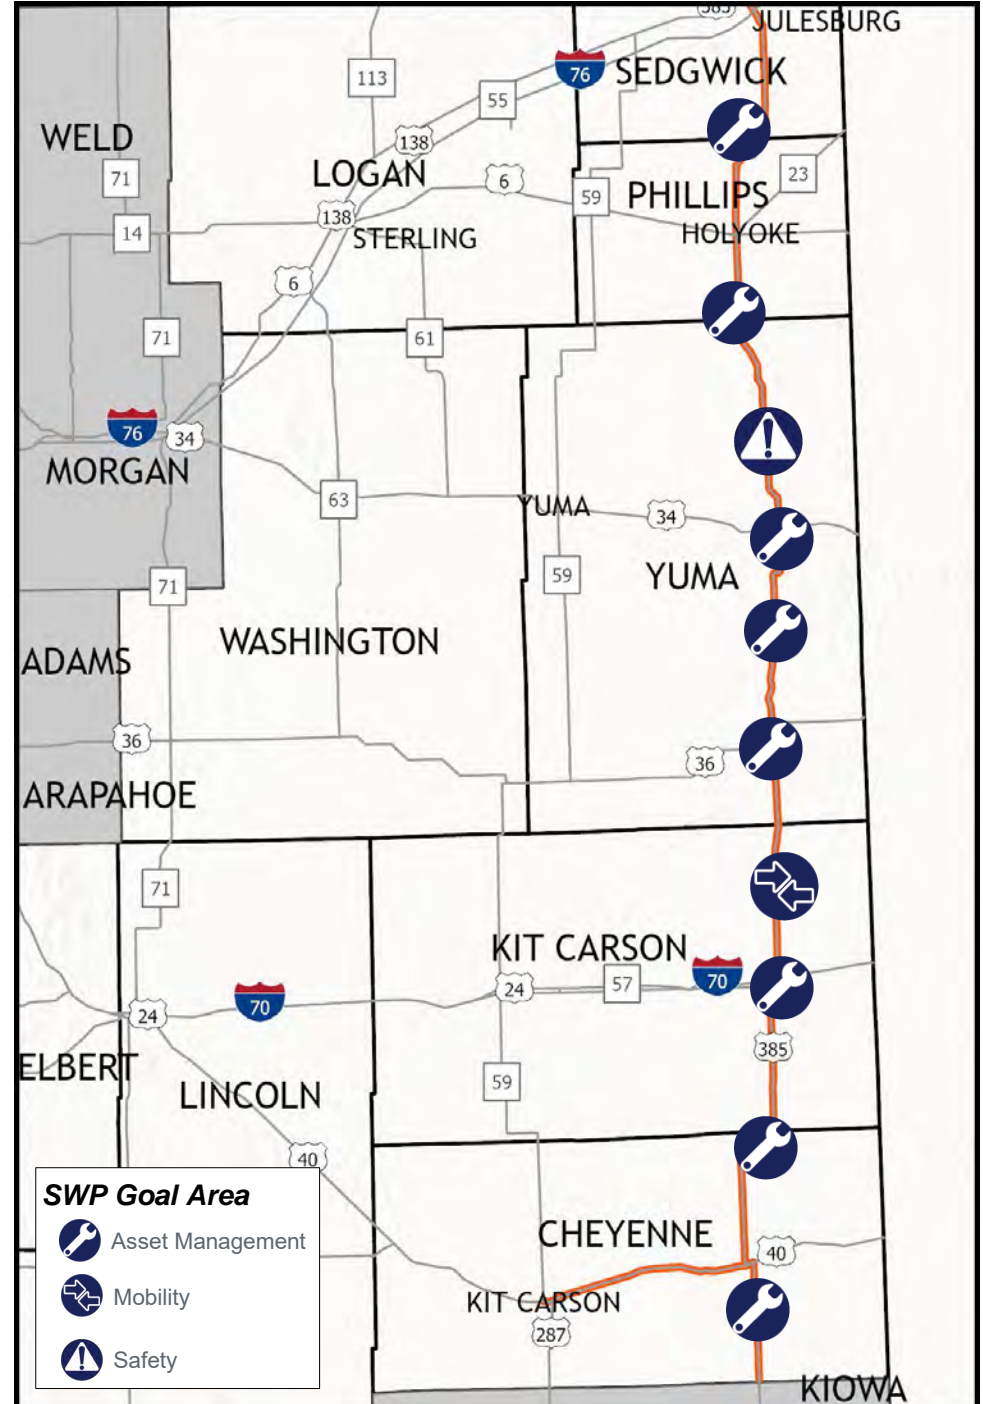 385
JULESBURG
76
SEDGWICK
113
55
WELD
138
LOGAN
6
23
71
59
PHILLIPS
138
14
STERLING
HOLYOKE
6
71
61
76
34
MORGAN
63
YUMA
34
59
YUMA
71
WASHINGTON
ADAMS
36
36
ARAPAHOE
71
KIT CARSON
24
57
70
70
24
385
ELBERT
59
LINCOLN
40
SWP Goal Area
Asset Management
Mobility
Safety
CHEYENNE
40
KIT CARSON
287
KIOWA